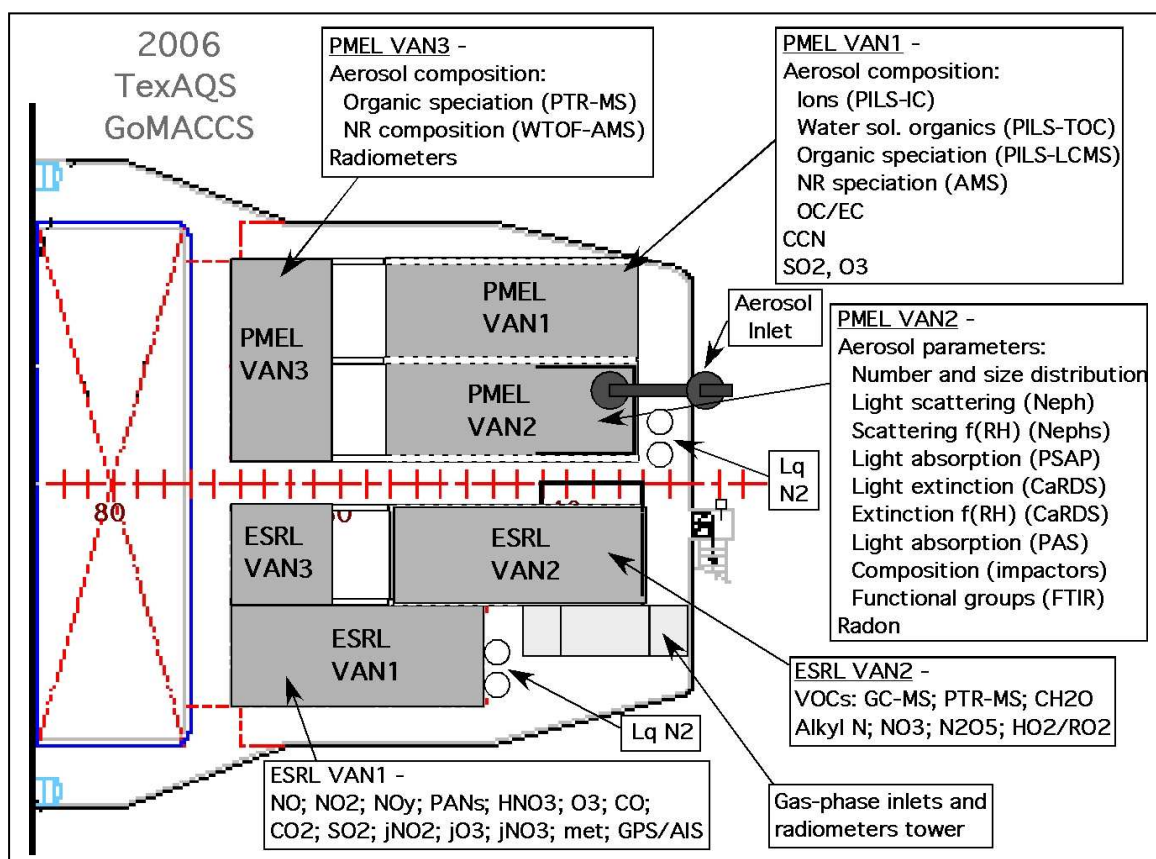 2006
TexAQS
GoMACCS
PMEL VAN3 -
Aerosol composition:
Organic speciation (PTR-MS)
NR composition (WTOF-AMS)
Radiometers
PMEL VAN1 -
Aerosol composition:
Ions (PILS-IC)
Water sol. organics (PILS-TOC)
Organic speciation (PILS-LCMS)
NR speciation (AMS)
OC/EC
CCN
SO2, O3
Aerosol
Inlet
PMEL VAN2 -
Aerosol parameters:
Number and size distribution
Light scattering (Neph)
Scattering f(RH) (Nephs)
Light absorption (PSAP)
Light extinction (CaRDS)
Extinction f(RH) (CaRDS)
Light absorption (PAS)
Composition (impactors)
Functional groups (FTIR)
Radon
PMEL
VAN1
PMEL
VAN3
PMEL
VAN2
Lq
N2
80
ESRL
VAN3
ESRL
VAN2
ESRL
VAN1
Lq N2
ESRL VAN2 -
VOCs: GC-MS; PTR-MS; CH2O
Alkyl N; NO3; N2O5; HO2/RO2
ESRL VAN1 -
NO; NO2; NOy; PANs; HNO3; O3; CO;
CO2; SO2; jNO2; jO3; jNO3; met; GPS/AIS
Gas-phase inlets and
radiometers tower